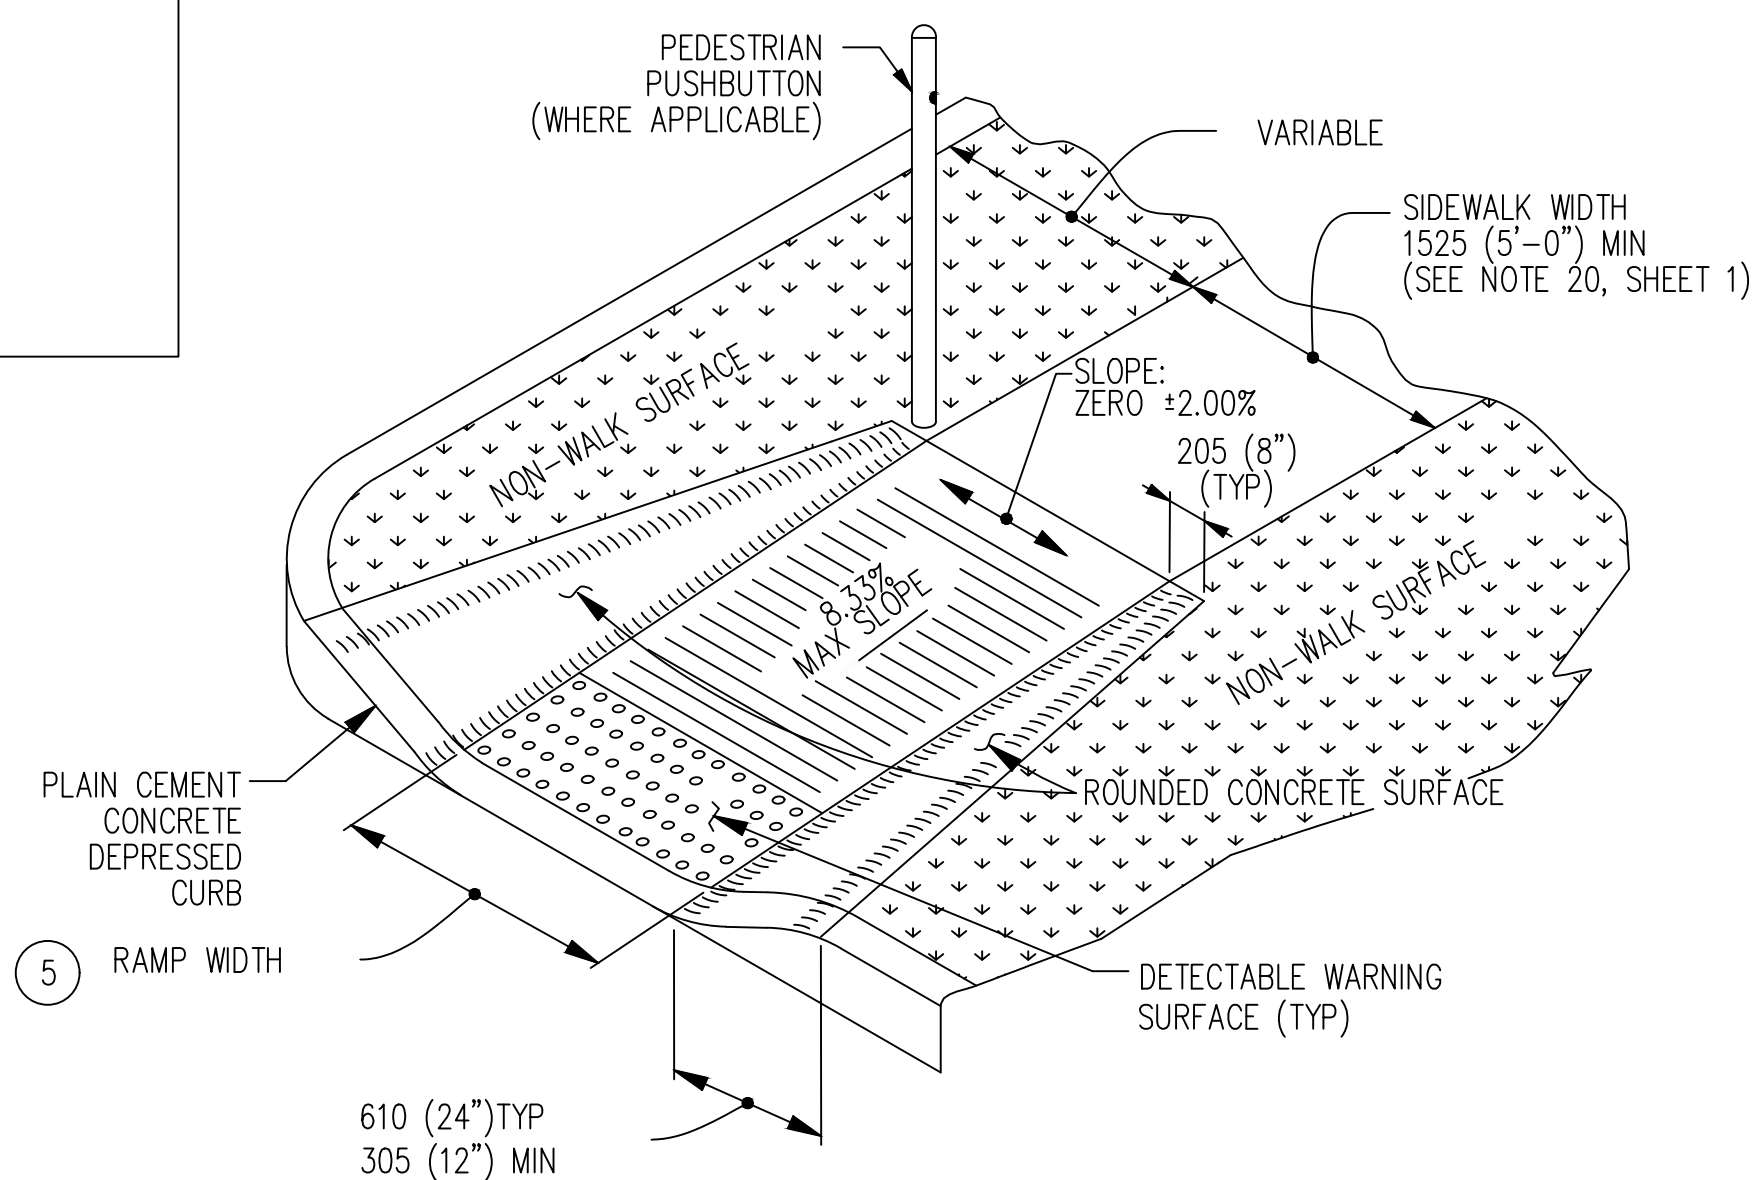 PEDESTRIAN
PUSHBUTTON
(WHERE APPLICABLE)
VARIABLE
SIDEWALK WIDTH
1525 (5'-0") MIN
(SEE NOTE 20, SHEET 1)
SLOPE:
ZERO ±2.00%
205 (8")
(TYP)
NON-WALK SURFACE
8.33%
MAX SLOPE
NON-WALK SURFACE
PLAIN CEMENT
CONCRETE
DEPRESSED
CURB
ROUNDED CONCRETE SURFACE
5 RAMP WIDTH
DETECTABLE WARNING
SURFACE (TYP)
610 (24")TYP
305 (12") MIN